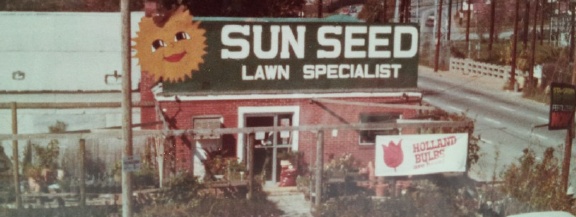 SUN SEED
LAWN SPECIALIST
HOLLAND
BULBS